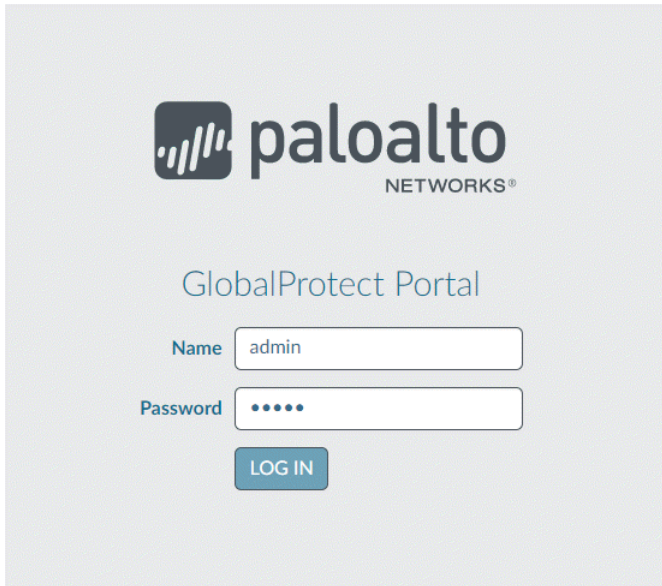 paloalto
NETWORKS®
GlobalProtect Portal
Name admin
Password •••••
LOG IN